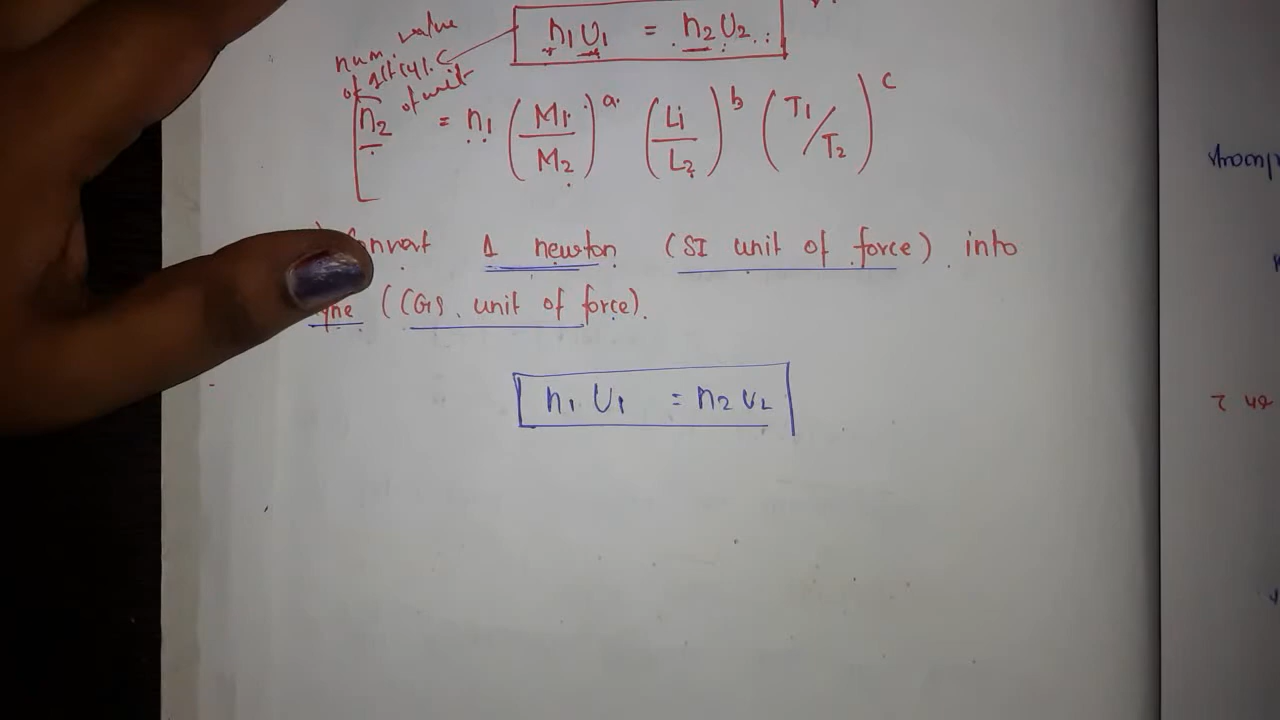 n₁U₁ = n₂U₂
num. value
of unit
n₂ = n₁ (M₁/M₂)ᵃ (L₁/L₂)ᵇ (T₁/T₂)ᶜ
nvert 1 newton (SI unit of force) into
yne (CGS unit of force).
n₁ U₁ = n₂ U₂